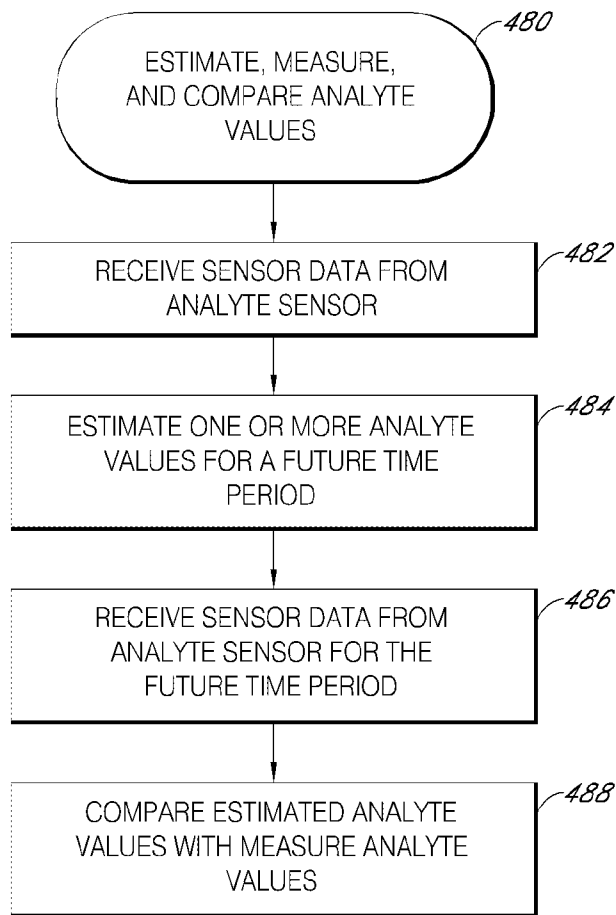 480
ESTIMATE, MEASURE,
AND COMPARE ANALYTE
VALUES
482
RECEIVE SENSOR DATA FROM
ANALYTE SENSOR
484
ESTIMATE ONE OR MORE ANALYTE
VALUES FOR A FUTURE TIME
PERIOD
486
RECEIVE SENSOR DATA FROM
ANALYTE SENSOR FOR THE
FUTURE TIME PERIOD
488
COMPARE ESTIMATED ANALYTE
VALUES WITH MEASURE ANALYTE
VALUES